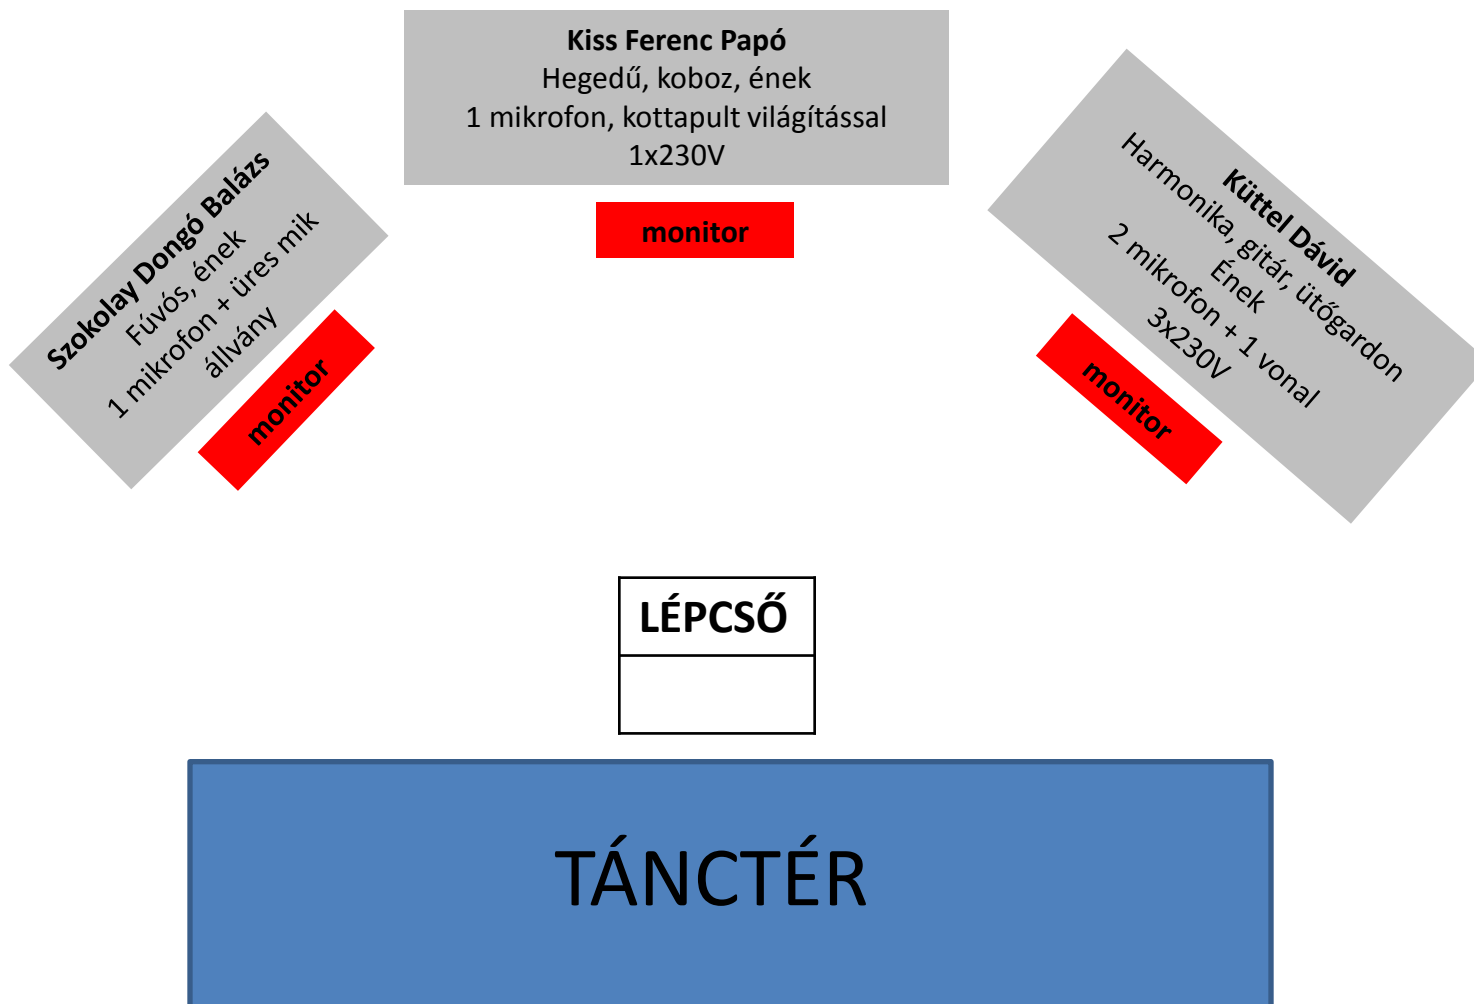 Kiss Ferenc Papó
Hegedű, koboz, ének
1 mikrofon, kottapult világítással
1x230V
monitor
Szokolay Dongó Balázs
Fúvós, ének
1 mikrofon + üres mik
állvány
monitor
Küttel Dávid
Harmonika, gitár, ütőgardon
Ének
2 mikrofon + 1 vonal
3x230V
monitor
LÉPCSŐ
TÁNCTÉR